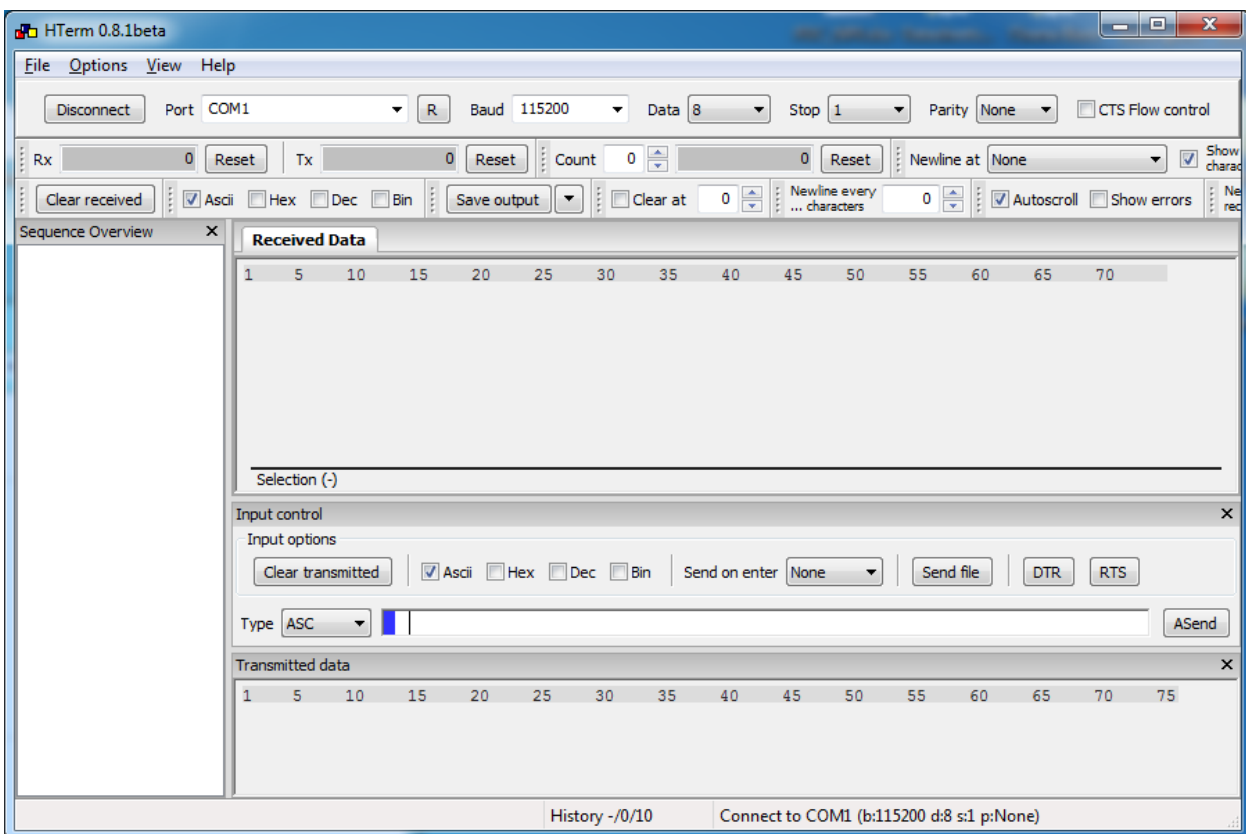 HTerm 0.8.1beta
File Options View Help
Disconnect Port COM1 R Baud 115200 Data 8 Stop 1 Parity None CTS Flow control
Rx 0 Reset Tx 0 Reset Count 0 0 Reset Newline at None Show
charac
Clear received Ascii Hex Dec Bin Save output Clear at 0 Newline every
... characters 0 Autoscroll Show errors Ne
rec
Sequence Overview
Received Data
1 5 10 15 20 25 30 35 40 45 50 55 60 65 70
Selection (-)
Input control
Input options
Clear transmitted Ascii Hex Dec Bin Send on enter None Send file DTR RTS
Type ASC ASend
Transmitted data
1 5 10 15 20 25 30 35 40 45 50 55 60 65 70 75
History -/0/10 Connect to COM1 (b:115200 d:8 s:1 p:None)